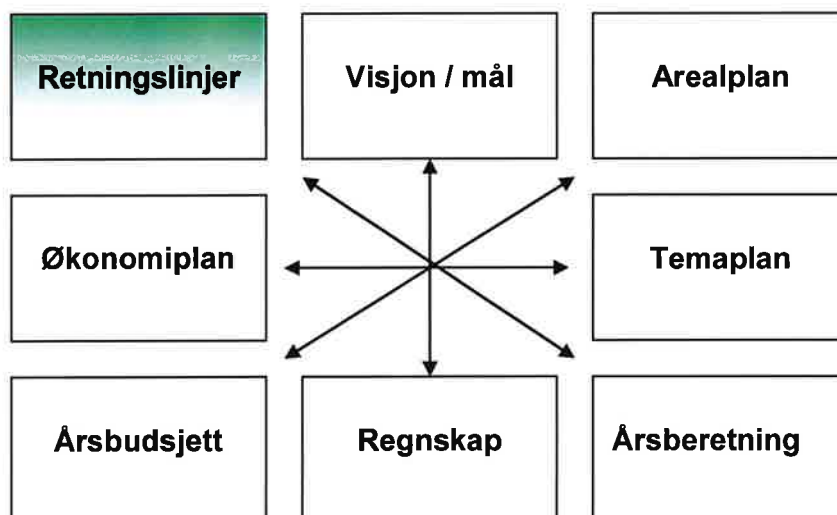 Retningslinjer
Visjon / mål
Arealplan
Økonomiplan
Temaplan
Årsbudsjett
Regnskap
Årsberetning